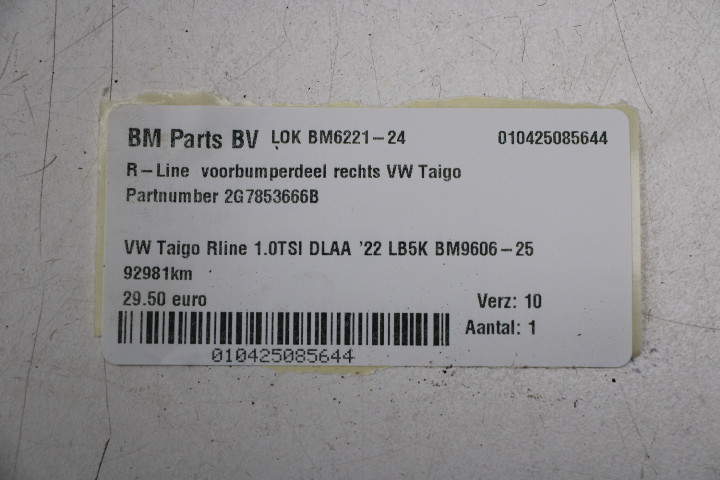 BM Parts BV LOK BM6221-24 010425085644
R-Line voorbumperdeel rechts VW Taigo
Partnumber 2G7853666B
VW Taigo Rline 1.0TSI DLAA '22 LB5K BM9606-25
92981km
29.50 euro Verz: 10
Aantal: 1
010425085644